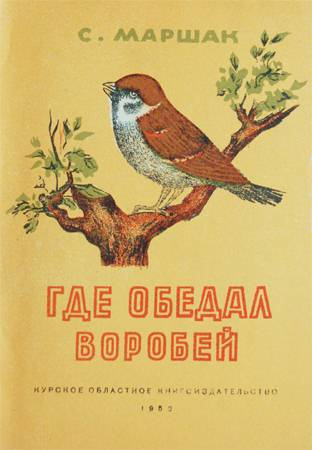 С. МАРШАК
ГДЕ ОБЕДАЛ
ВОРОБЕЙ
КУРСКОЕ ОБЛАСТНОЕ КНИГОИЗДАТЕЛЬСТВО